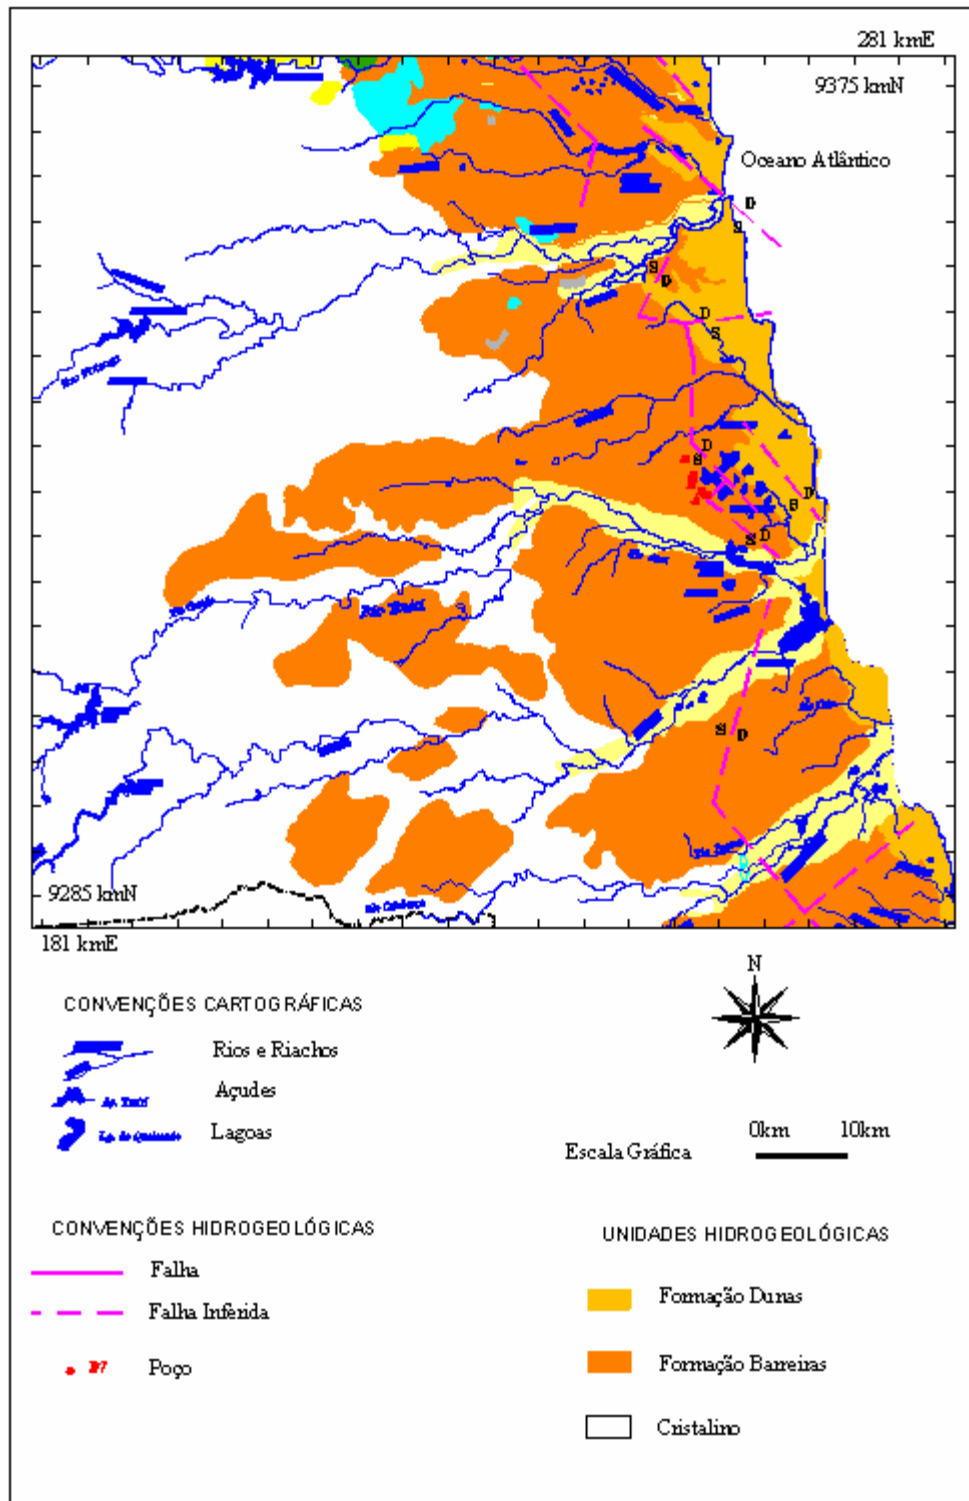 281 kmE
9375 kmN
Oceano Atlântico
D
S
S
D
D
S
D
S
D
S
S
D
S
D
9285 kmN
181 kmE
N
CONVENÇÕES CARTOGRÁFICAS
Rios e Riachos
Açudes
Lagoas
0km 10km
Escala Gráfica
CONVENÇÕES HIDROGEOLÓGICAS
Falha
Falha Inferida
Poço
UNIDADES HIDROGEOLÓGICAS
Formação Dunas
Formação Barreiras
Cristalino